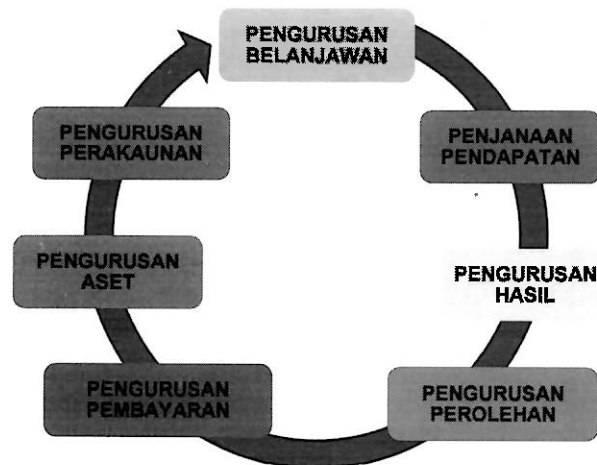 PENGURUSAN
BELANJAWAN
PENJANAAN
PENDAPATAN
PENGURUSAN
HASIL
PENGURUSAN
PEROLEHAN
PENGURUSAN
PEMBAYARAN
PENGURUSAN
ASET
PENGURUSAN
PERAKAUNAN